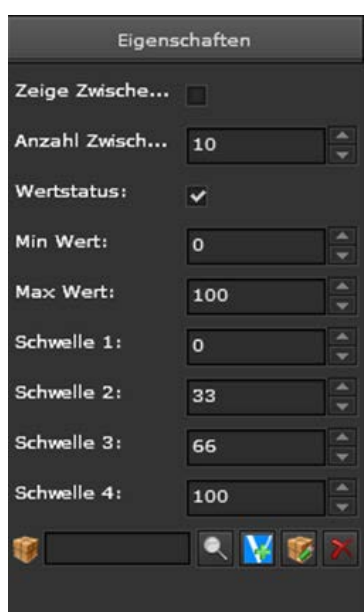 Eigenschaften
Zeige Zwische...
Anzahl Zwisch... 10
Wertstatus:
Min Wert: 0
Max Wert: 100
Schwelle 1: 0
Schwelle 2: 33
Schwelle 3: 66
Schwelle 4: 100